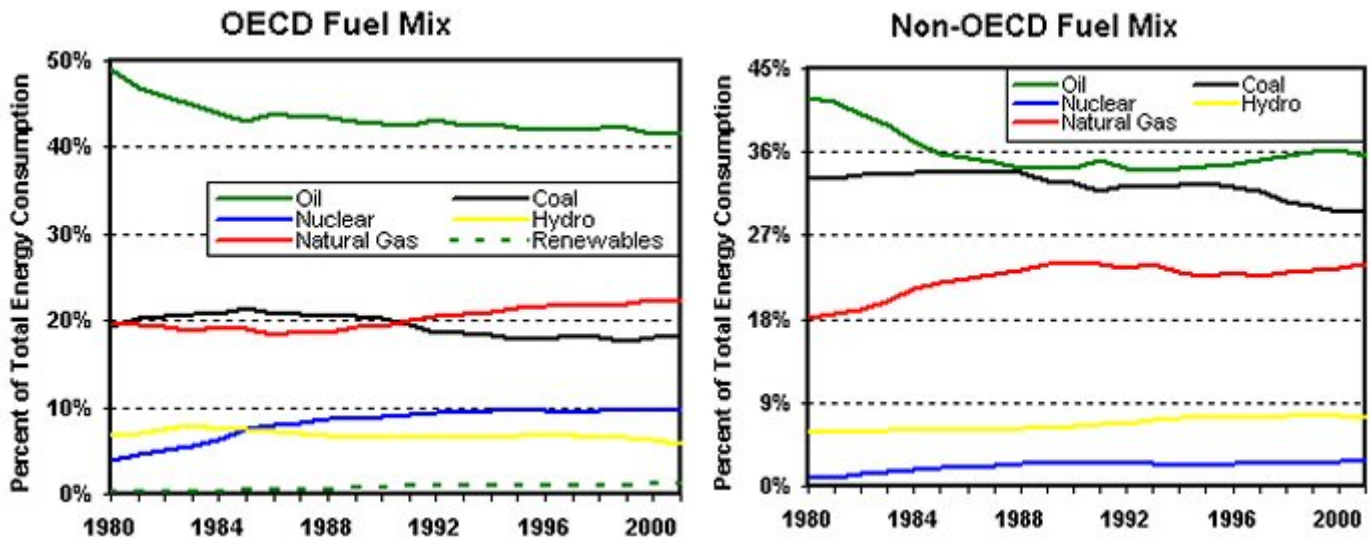 OECD Fuel Mix
Percent of Total Energy Consumption
50%
40%
30%
20%
10%
0%
Oil Coal
Nuclear Hydro
Natural Gas Renewables
1980 1984 1988 1992 1996 2000
Non-OECD Fuel Mix
Percent of Total Energy Consumption
45%
36%
27%
18%
9%
0%
Oil Coal
Nuclear Hydro
Natural Gas
1980 1984 1988 1992 1996 2000